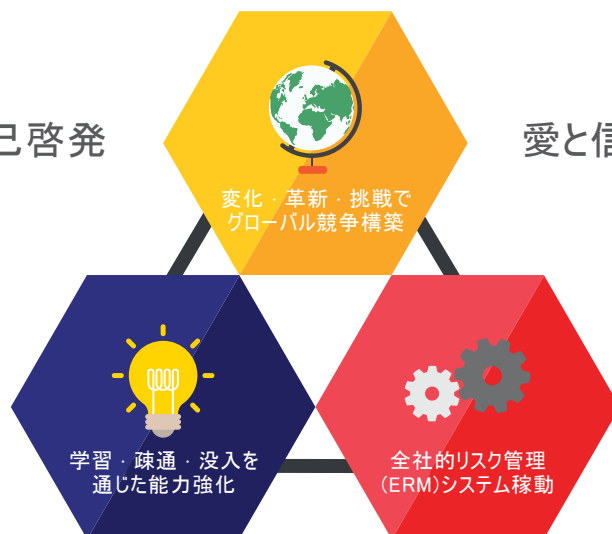 己啓発
愛と信
変化・革新・挑戦で
グローバル競争構築
学習・疎通・没入を
通じた能力強化
全社的リスク管理
(ERM)システム稼動